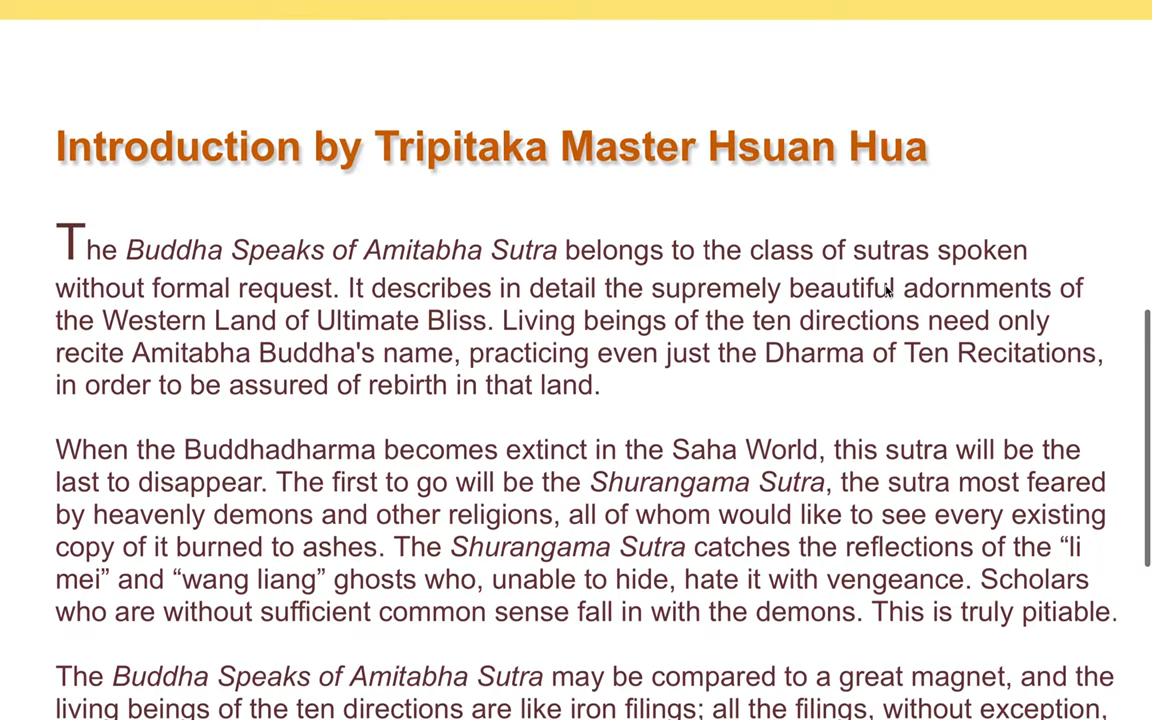 Introduction by Tripitaka Master Hsuan Hua
The Buddha Speaks of Amitabha Sutra belongs to the class of sutras spoken
without formal request. It describes in detail the supremely beautiful adornments of
the Western Land of Ultimate Bliss. Living beings of the ten directions need only
recite Amitabha Buddha's name, practicing even just the Dharma of Ten Recitations,
in order to be assured of rebirth in that land.
When the Buddhadharma becomes extinct in the Saha World, this sutra will be the
last to disappear. The first to go will be the Shurangama Sutra, the sutra most feared
by heavenly demons and other religions, all of whom would like to see every existing
copy of it burned to ashes. The Shurangama Sutra catches the reflections of the “li
mei” and “wang liang” ghosts who, unable to hide, hate it with vengeance. Scholars
who are without sufficient common sense fall in with the demons. This is truly pitiable.
The Buddha Speaks of Amitabha Sutra may be compared to a great magnet, and the
living beings of the ten directions are like iron filings; all the filings, without exception,